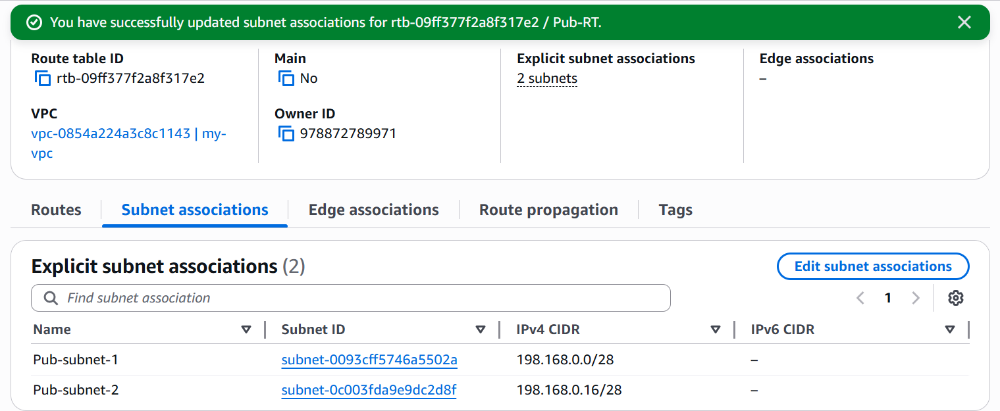 You have successfully updated subnet associations for rtb-09ff377f2a8f317e2 / Pub-RT.
Route table ID
rtb-09ff377f2a8f317e2
Main
No
Explicit subnet associations
2 subnets
Edge associations
–
VPC
vpc-0854a224a3c8c1143 | my-
vpc
Owner ID
978872789971
Routes
Subnet associations
Edge associations
Route propagation
Tags
Explicit subnet associations (2)
Edit subnet associations
Find subnet association
1
Name Subnet ID IPv4 CIDR IPv6 CIDR
Pub-subnet-1 subnet-0093cff5746a5502a 198.168.0.0/28 –
Pub-subnet-2 subnet-0c003fda9e9dc2d8f 198.168.0.16/28 –